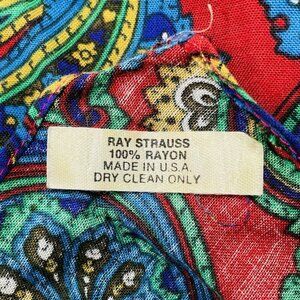 RAY STRAUSS
100% RAYON
MADE IN U.S.A.
DRY CLEAN ONLY